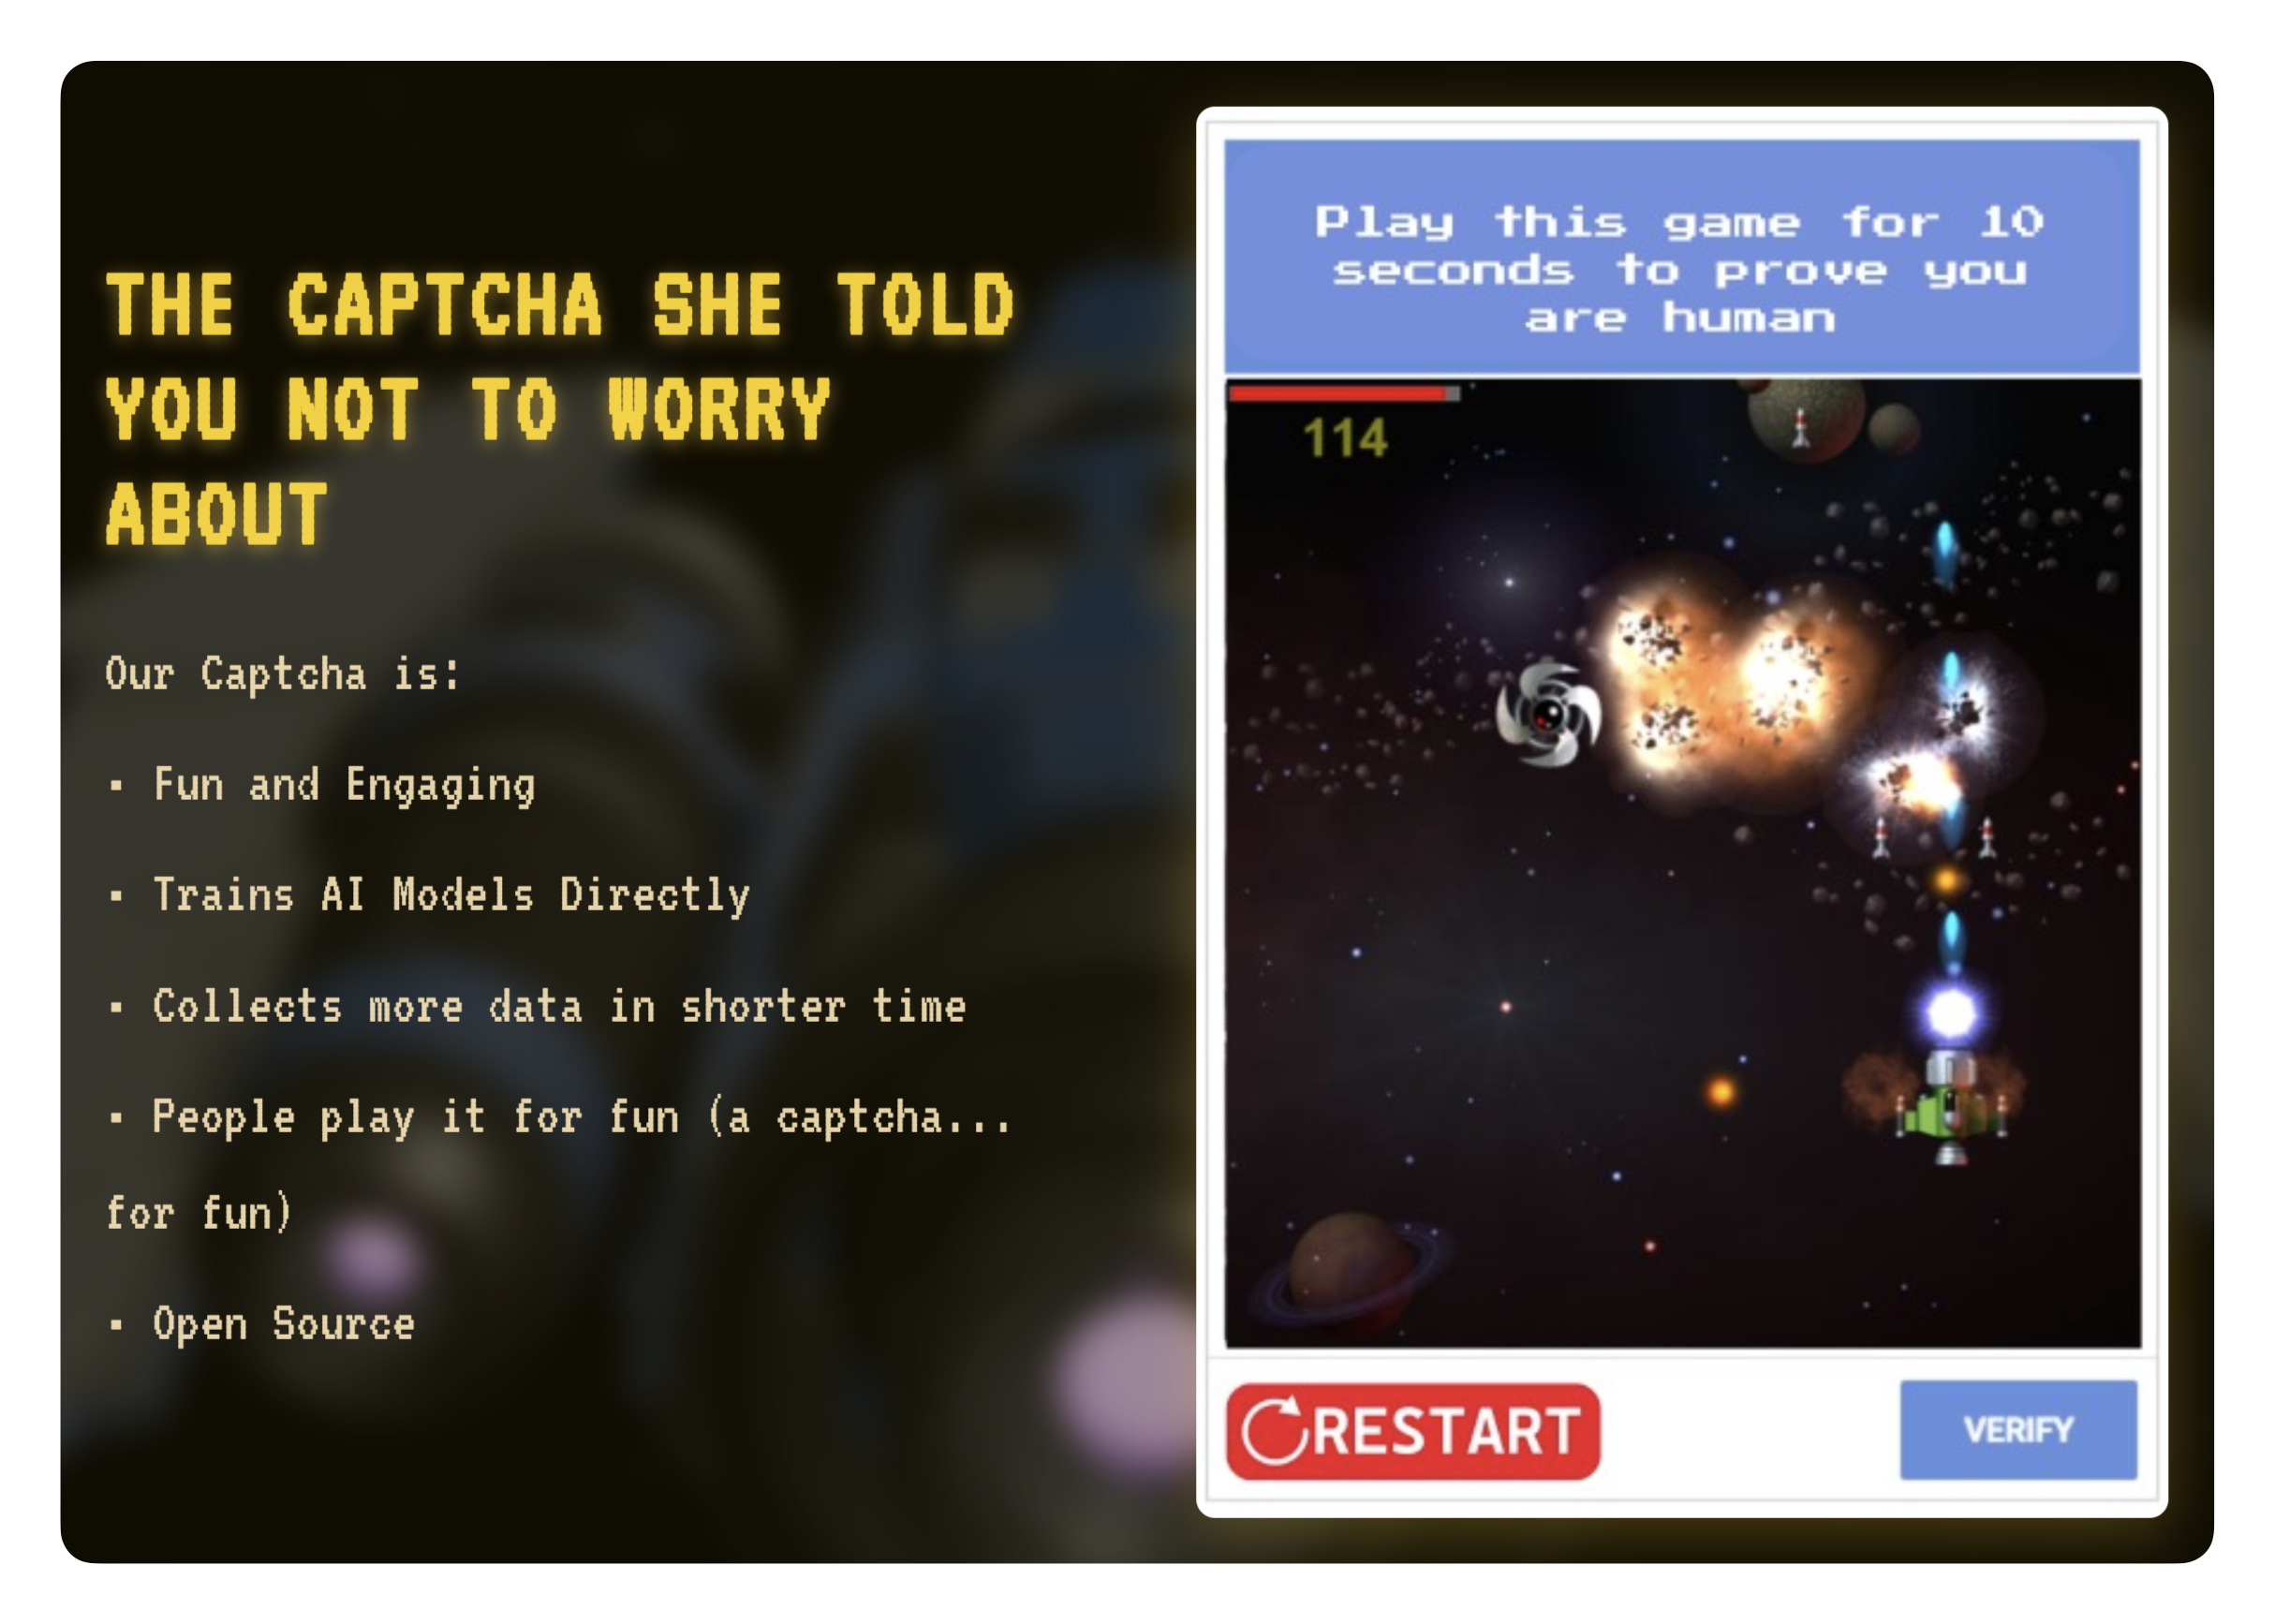 THE CAPTCHA SHE TOLD
YOU NOT TO WORRY
ABOUT
Our Captcha is:
▪ Fun and Engaging
▪ Trains AI Models Directly
▪ Collects more data in shorter time
▪ People play it for fun (a captcha...
for fun)
▪ Open Source
Play this game for 10
seconds to prove you
are human
114
RESTART
VERIFY